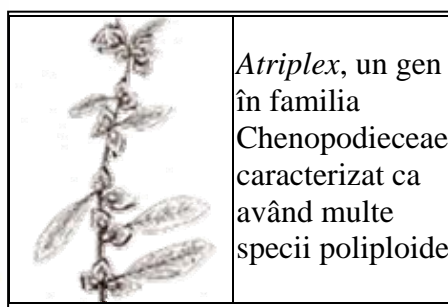 Atriplex, un gen
în familia
Chenopodieceae
caracterizat ca
având multe
specii poliploide